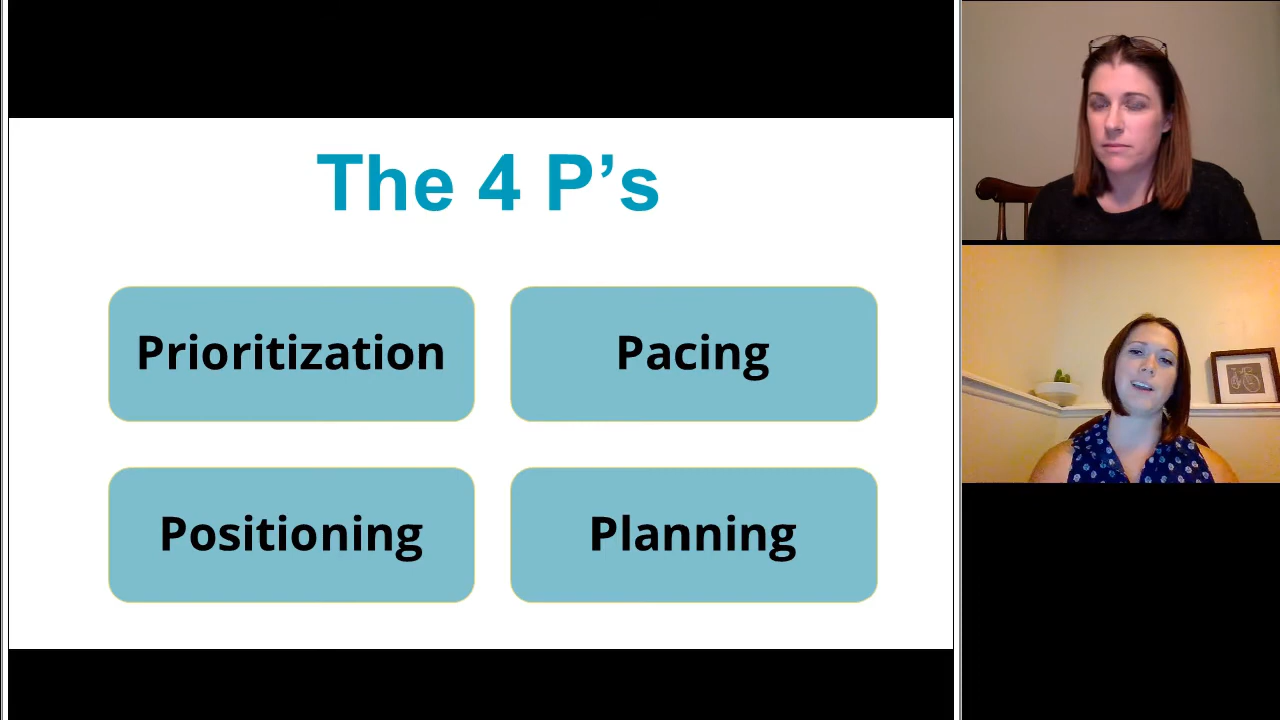 The 4 P’s
Prioritization
Pacing
Positioning
Planning